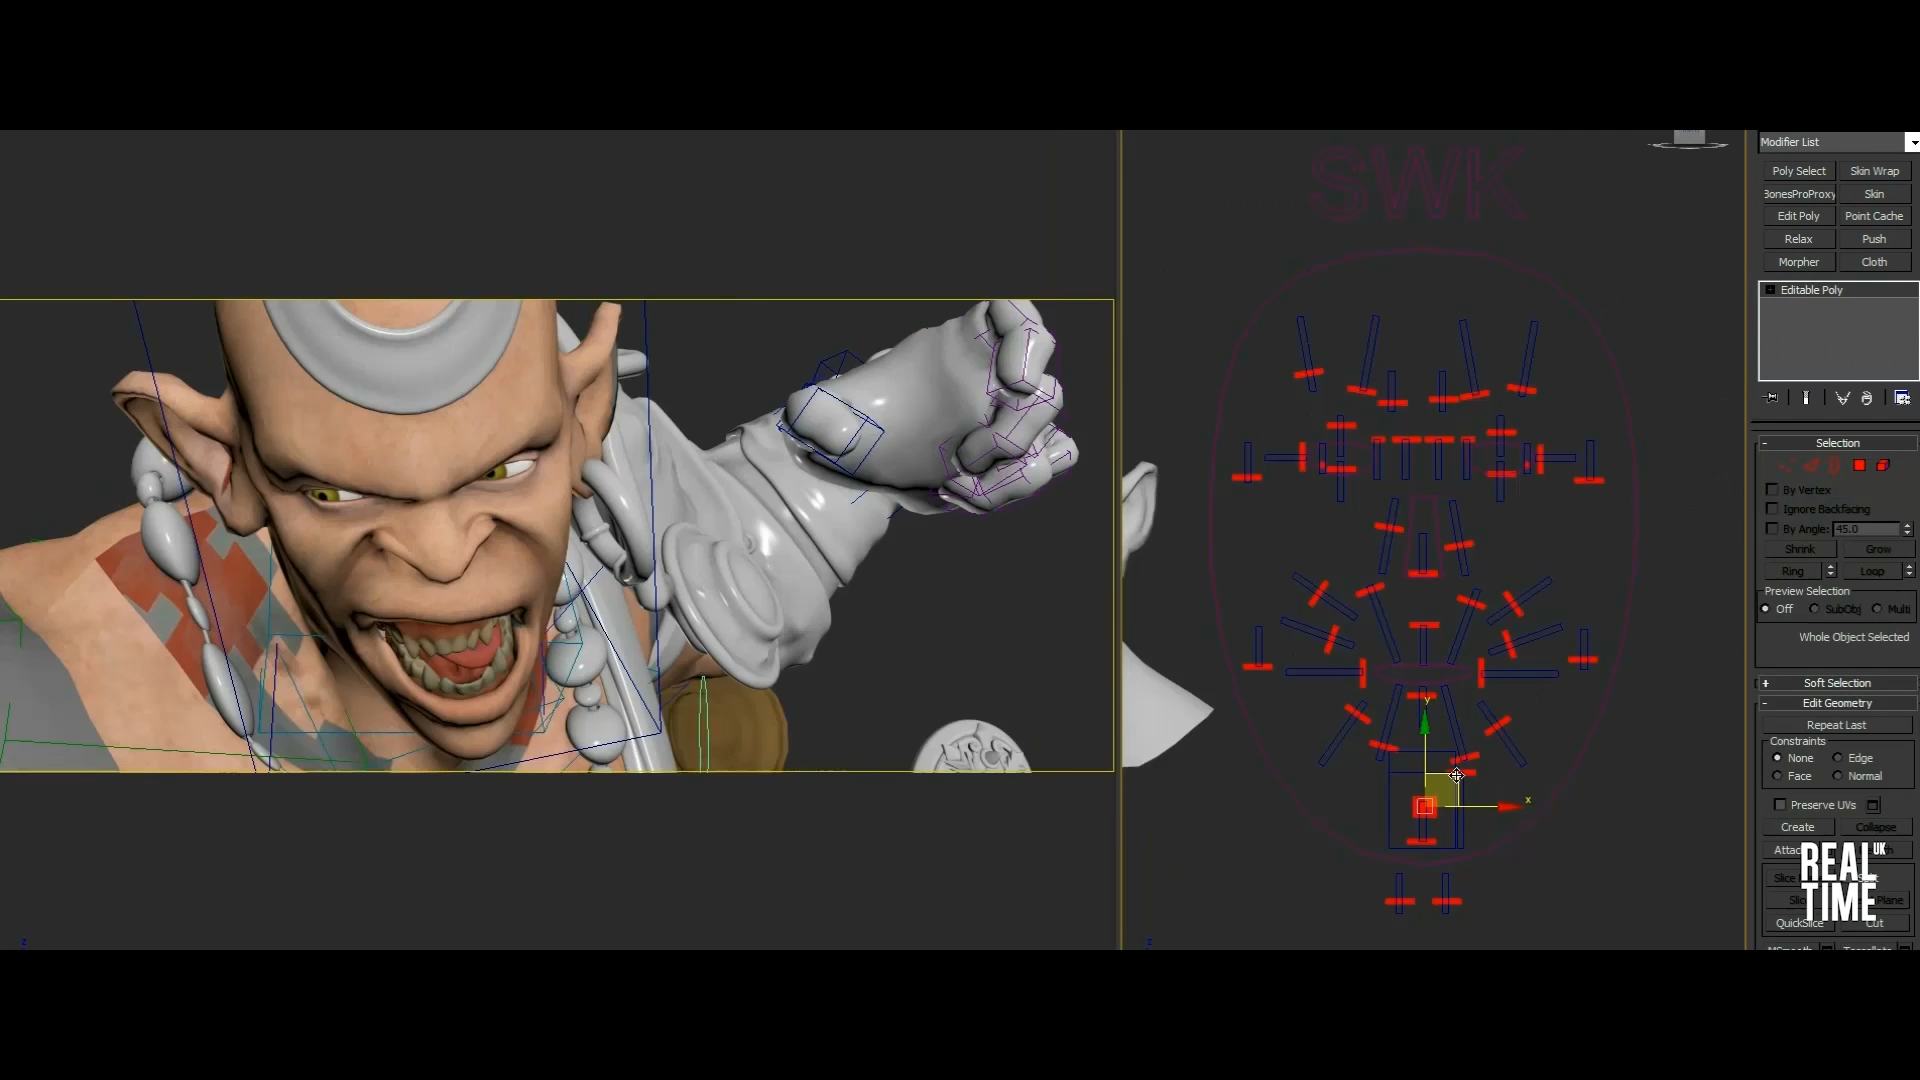 SWK
Modifier List
Poly Select
Skin Wrap
BonesProProxy
Skin
Edit Poly
Point Cache
Relax
Push
Morpher
Cloth
Editable Poly
- Selection
By Vertex
Ignore Backfacing
By Angle: 45.0
Shrink
Grow
Ring
Loop
Preview Selection
Off
SubObj
Multi
Whole Object Selected
+ Soft Selection
- Edit Geometry
Repeat Last
Constraints
None
Edge
Face
Normal
Preserve UVs
Create
Collapse
Attac
Slice
Plane
QuickSlice
Cut
REAL UK
TIME
y
x
z
z